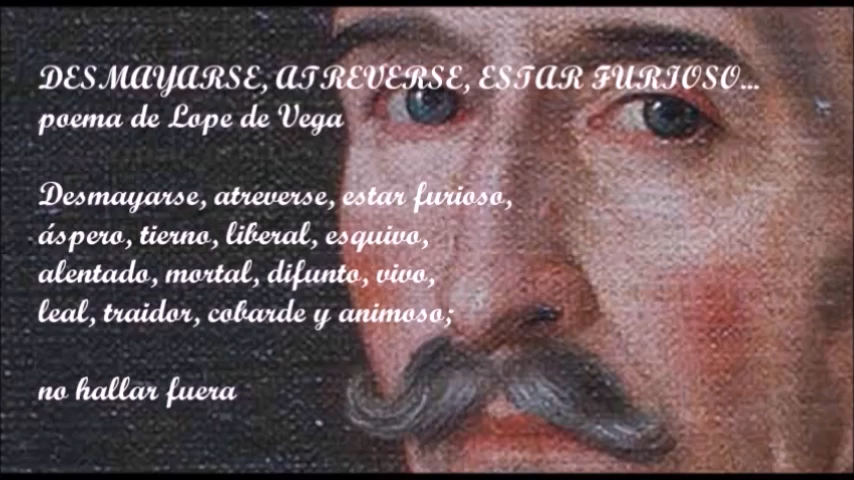 DESMAYARSE, ATREVERSE, ESTAR FURIOSO...
poema de Lope de Vega
Desmayarse, atreverse, estar furioso,
áspero, tierno, liberal, esquivo,
alentado, mortal, difunto, vivo,
leal, traidor, cobarde y animoso;
no hallar fuera